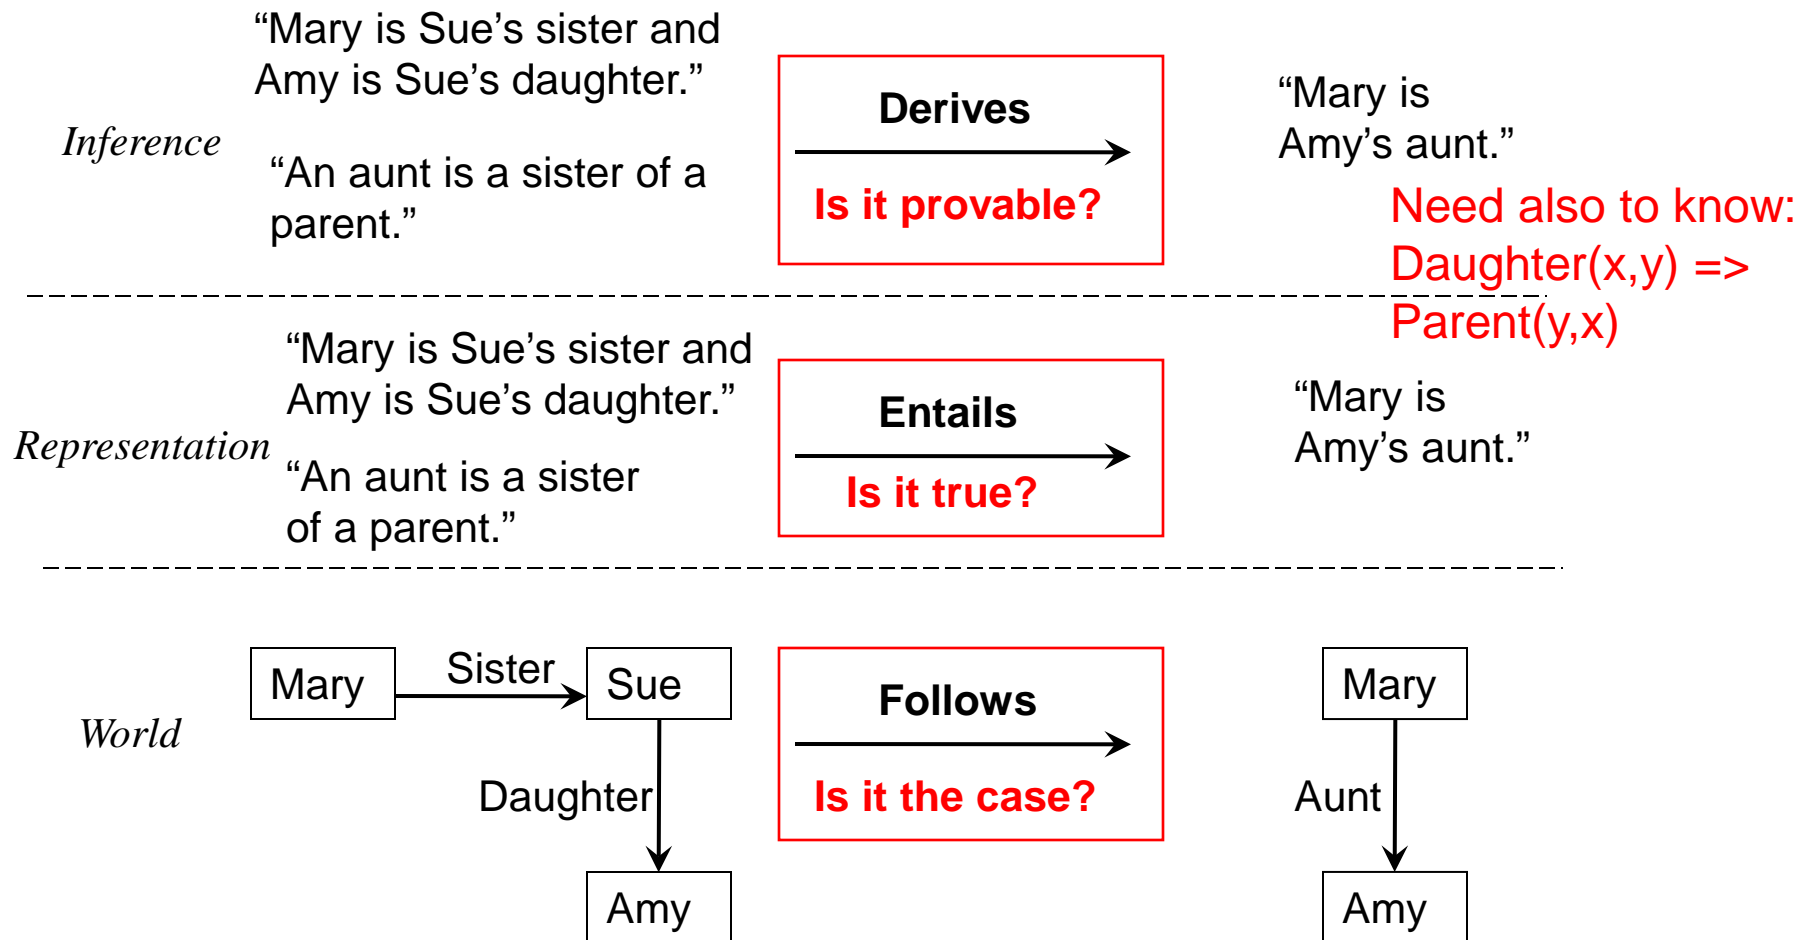 “Mary is Sue’s sister and
Amy is Sue’s daughter.”
Inference
“An aunt is a sister of a
parent.”
Derives
Is it provable?
“Mary is
Amy’s aunt.”
Need also to know:
Daughter(x,y) =>
Parent(y,x)
“Mary is Sue’s sister and
Amy is Sue’s daughter.”
Representation
“An aunt is a sister
of a parent.”
Entails
Is it true?
“Mary is
Amy’s aunt.”
World
Mary
Sister
Sue
Daughter
Amy
Follows
Is it the case?
Mary
Aunt
Amy